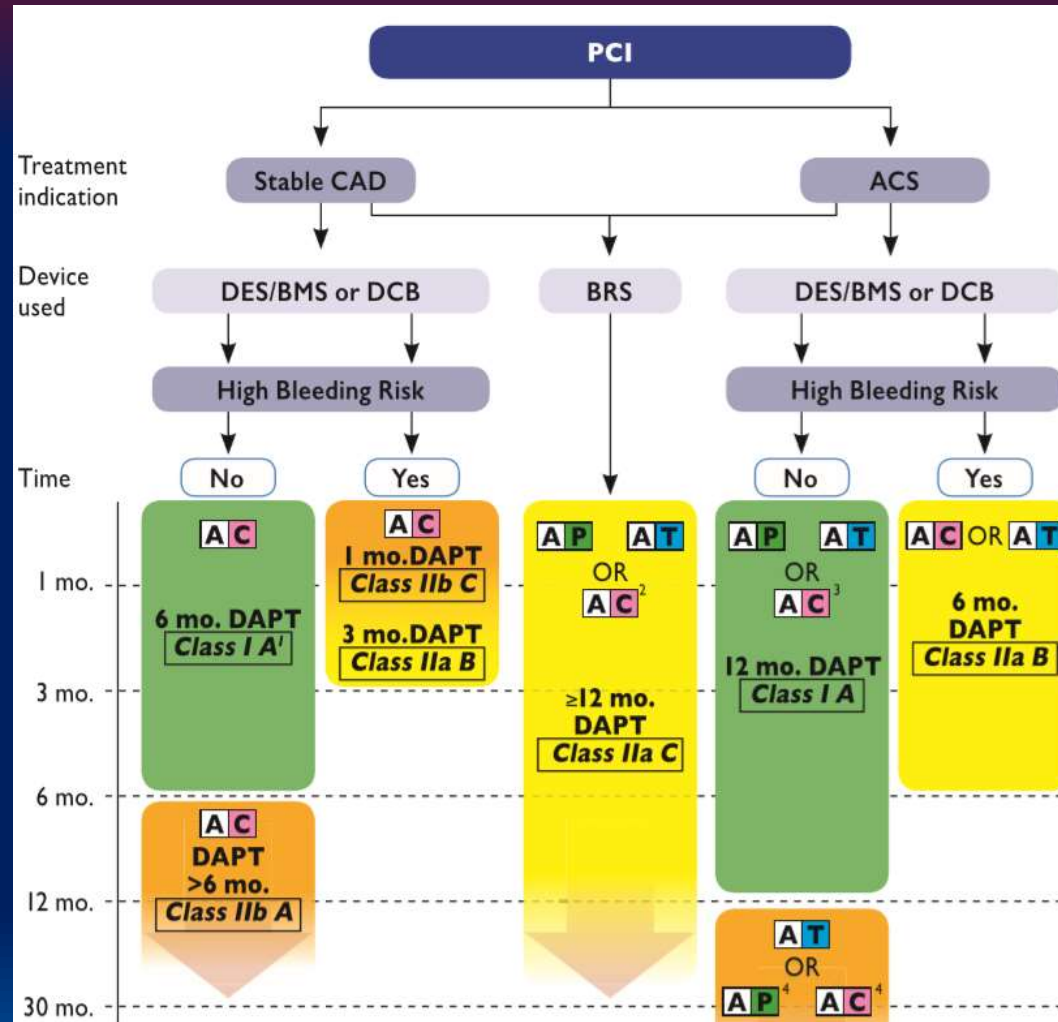 PCI
Treatment
indication
Stable CAD
ACS
Device
used
DES/BMS or DCB
BRS
DES/BMS or DCB
High Bleeding Risk
High Bleeding Risk
Time
No
Yes
No
Yes
A C
A C
1 mo.DAPT
Class IIb C
3 mo.DAPT
Class IIa B
A P A T
OR
A C 2
A P A T
OR
A C 3
A C OR A T
1 mo.
6 mo. DAPT
Class I A1
6 mo.
DAPT
Class IIa B
12 mo. DAPT
Class I A
3 mo.
≥12 mo.
DAPT
Class IIa C
6 mo.
A C
DAPT
>6 mo.
Class IIb A
12 mo.
A T
OR
A P 4 A C 4
30 mo.